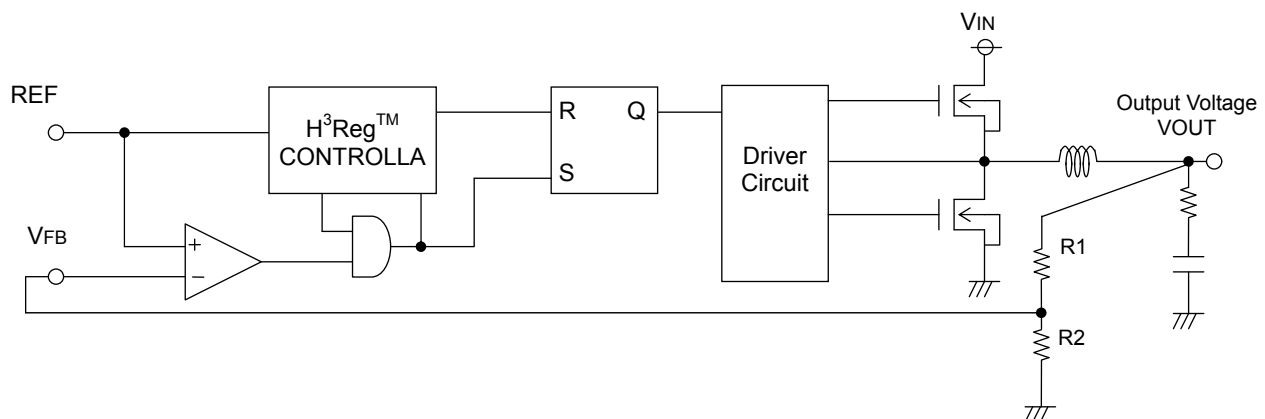 VIN
REF
H³Reg™
CONTROLLA
R
Q
S
Driver
Circuit
Output Voltage
VOUT
VFB
+
−
R1
R2